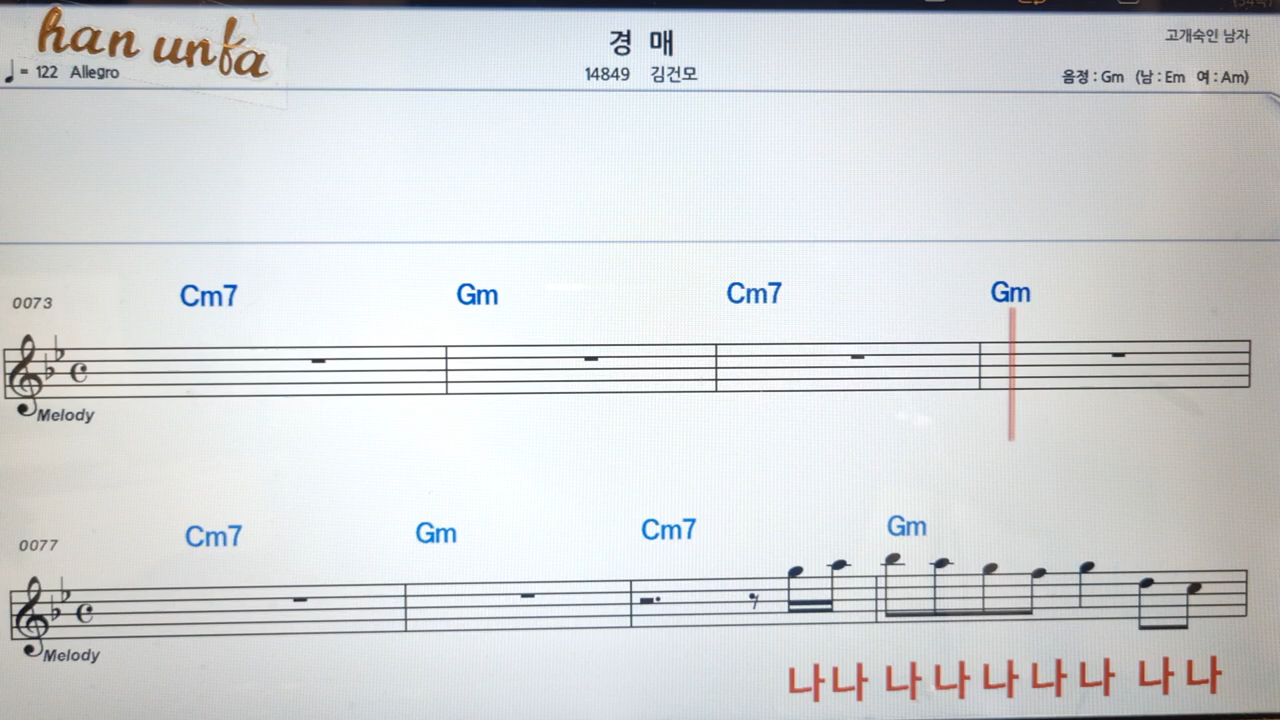 han unfa
경 매
고개숙인 남자
♩= 122 Allegro
14849 김건모
음정 : Gm (남 : Em 여 : Am)
Cm7 Gm Cm7 Gm
0073
Melody
Cm7 Gm Cm7 Gm
0077
Melody
나나 나나나나나 나나